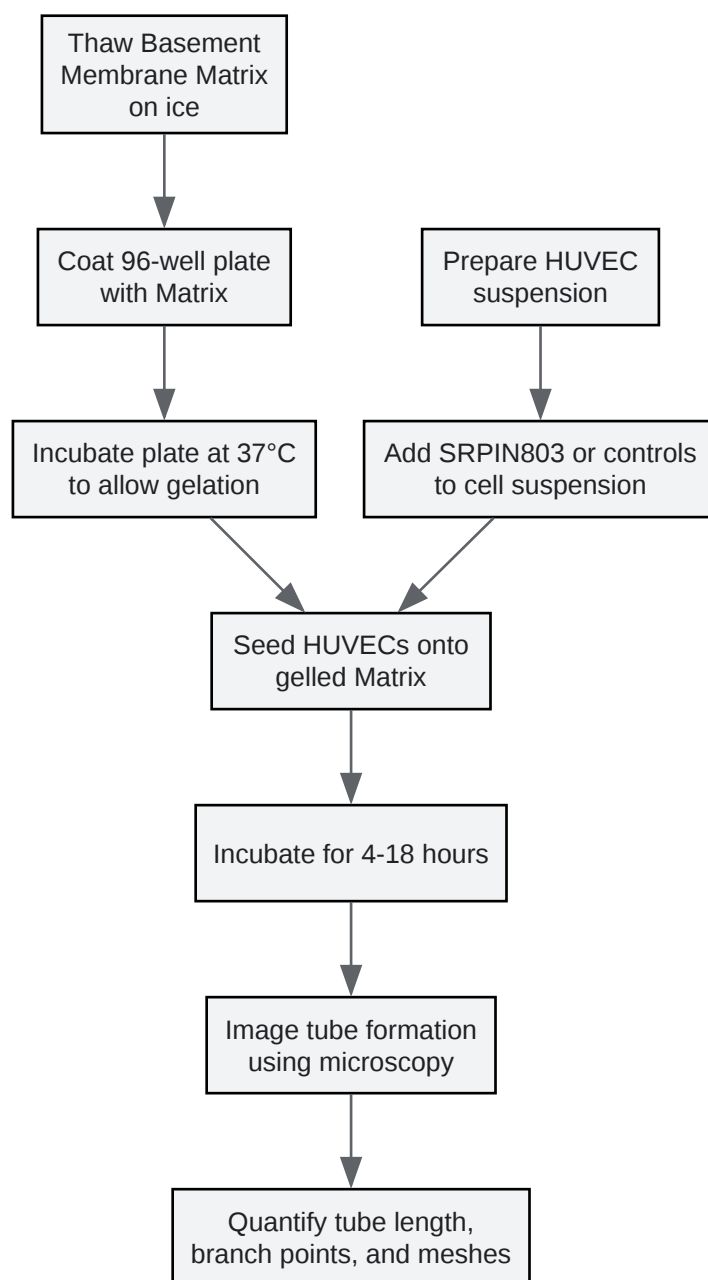 Thaw Basement
Membrane Matrix
on ice
Coat 96-well plate
with Matrix
Prepare HUVEC
suspension
Incubate plate at 37°C
to allow gelation
Add SRPIN803 or controls
to cell suspension
Seed HUVECs onto
gelled Matrix
Incubate for 4-18 hours
Image tube formation
using microscopy
Quantify tube length,
branch points, and meshes